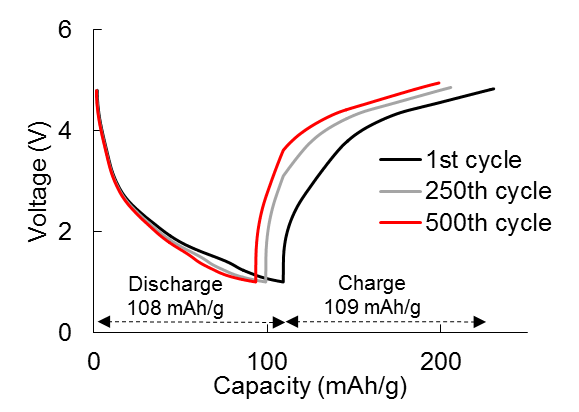 6
4
2
0
Voltage (V)
1st cycle
250th cycle
500th cycle
Discharge
108 mAh/g
Charge
109 mAh/g
0
100
200
Capacity (mAh/g)